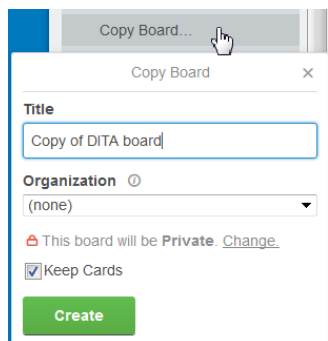 Copy Board...
Copy Board
Title
Copy of DITA board
Organization
(none)
This board will be Private. Change.
Keep Cards
Create